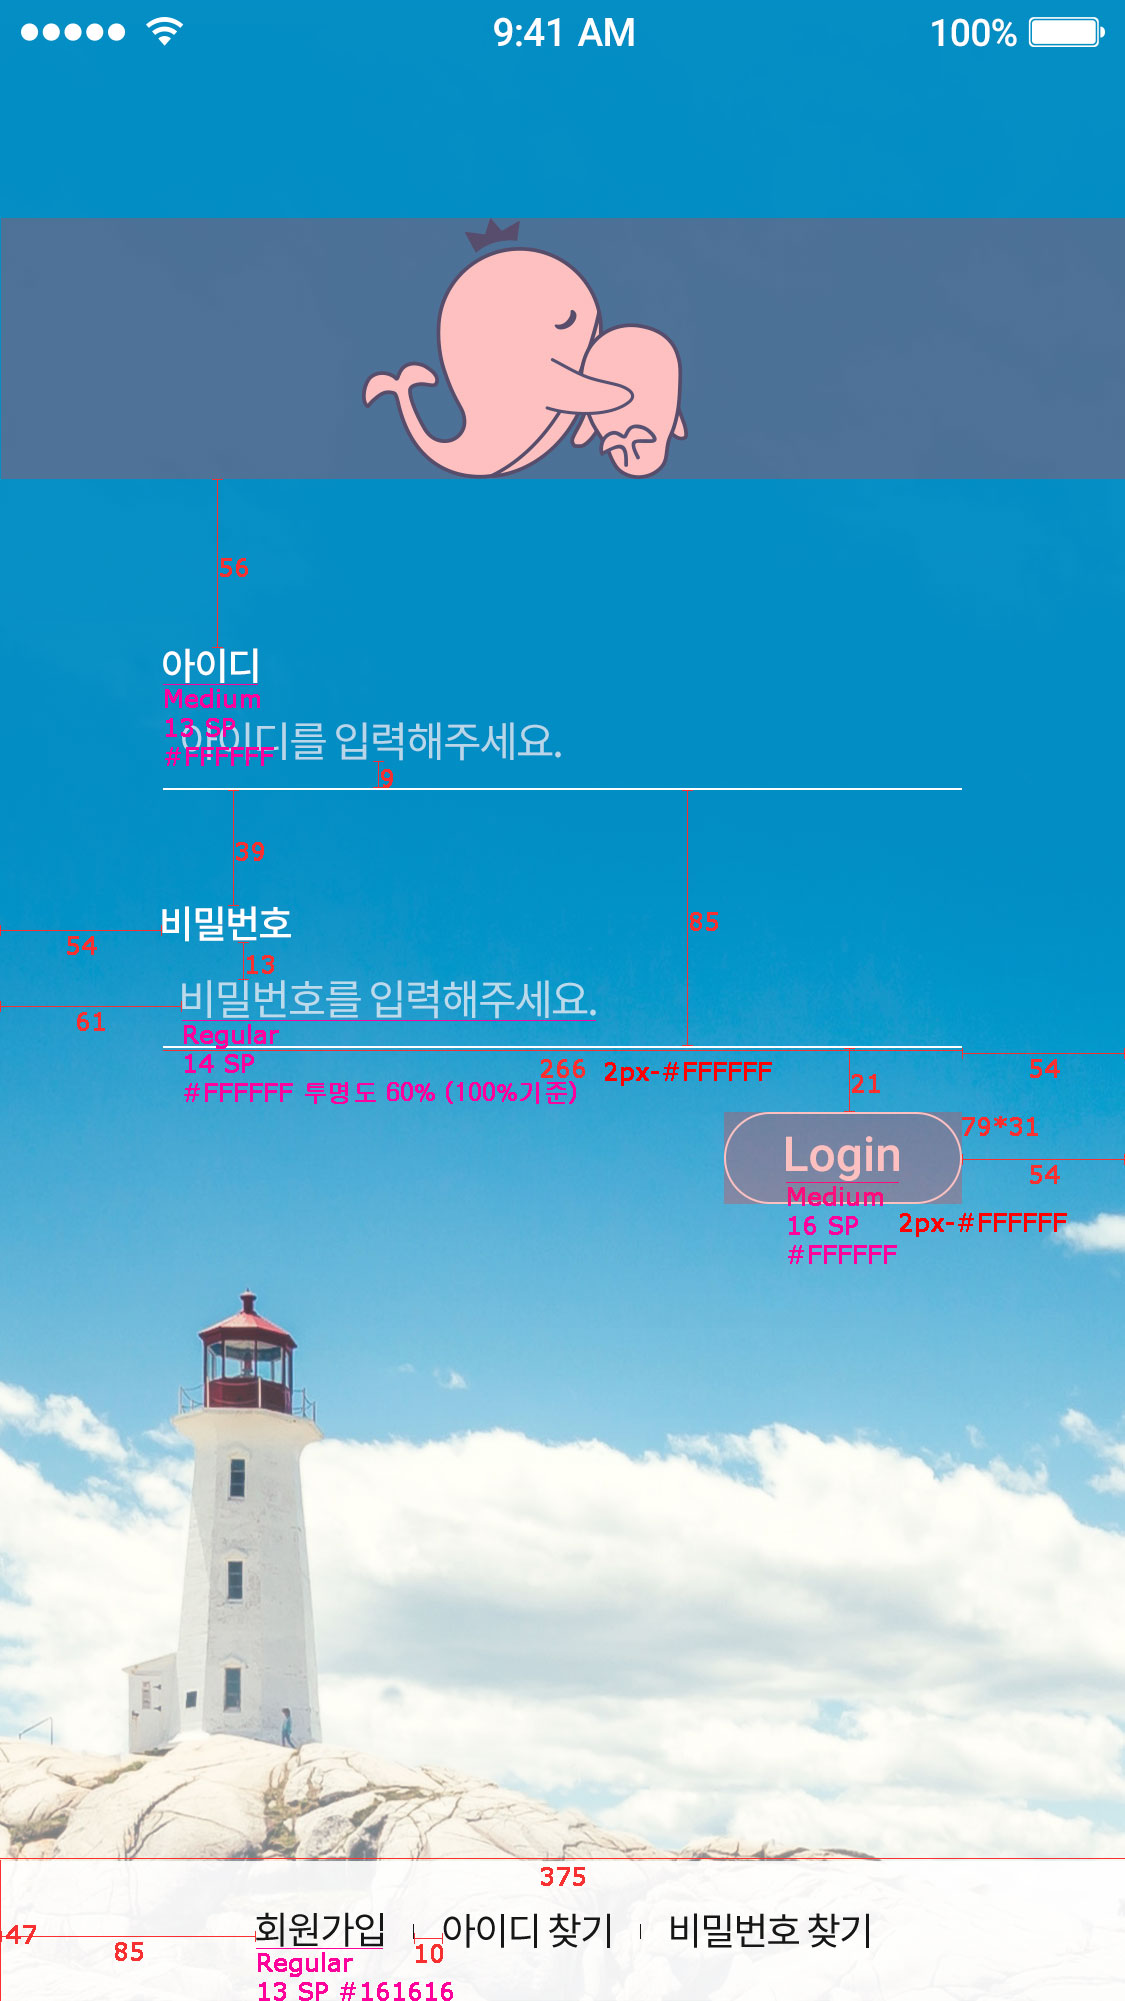 9:41 AM 100%
56
아이디
Medium
13 SP
#FFFFFF
아이디를 입력해주세요.
9
39
비밀번호
85
54
13
비밀번호를 입력해주세요.
61
Regular
14 SP
#FFFFFF 투명도 60% (100%기준)
266 2px-#FFFFFF
21
54
79*31
Login
54
Medium
16 SP
#FFFFFF
2px-#FFFFFF
375
회원가입 아이디 찾기 비밀번호 찾기
47
85
10
Regular
13 SP #161616